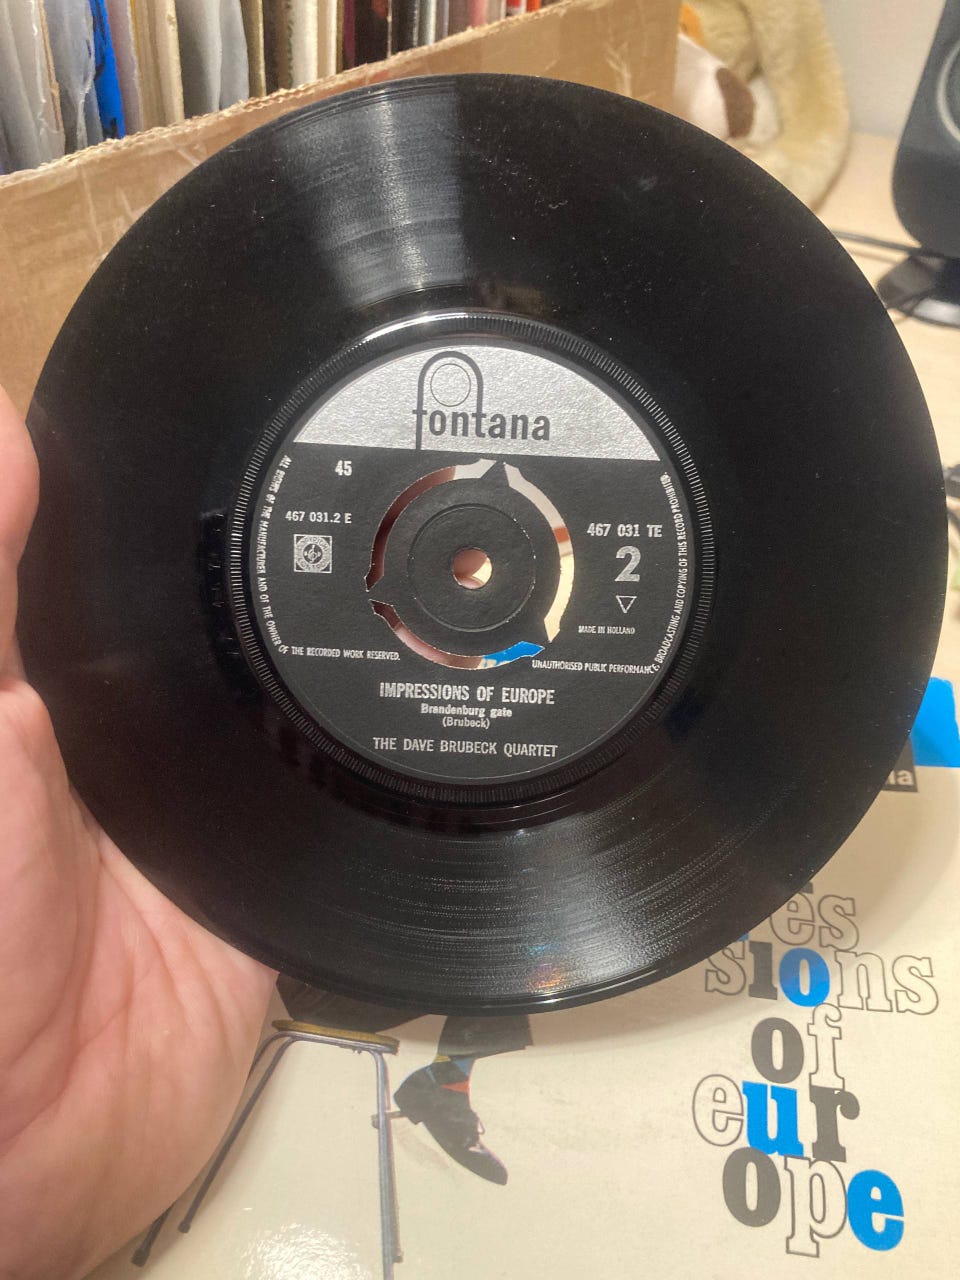 fontana
45
467 031.2 E
467 031 TE
2
MADE IN HOLLAND
ALL RIGHTS OF THE MANUFACTURER AND OF THE OWNER OF THE RECORDED WORK RESERVED.
UNAUTHORISED PUBLIC PERFORMANCE, BROADCASTING AND COPYING OF THIS RECORD PROHIBITED
IMPRESSIONS OF EUROPE
Brandenburg gate
(Brubeck)
THE DAVE BRUBECK QUARTET
na
es
sions
of
eur
ope